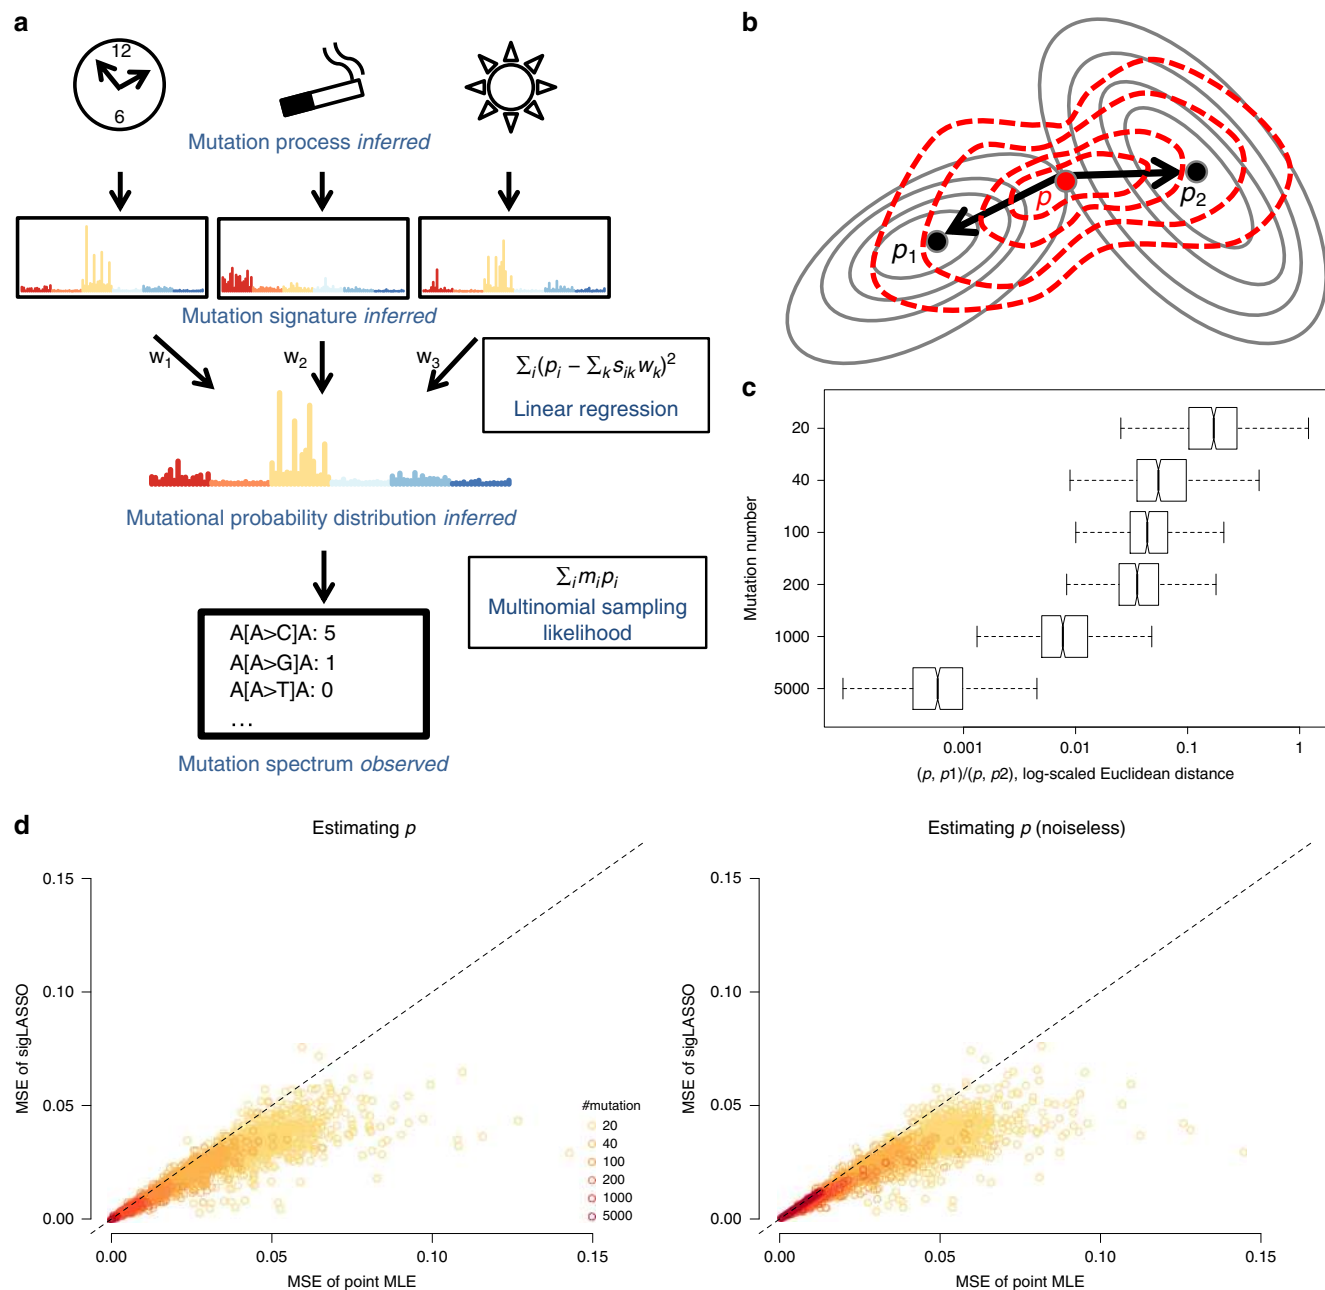 a
12
6
Mutation process inferred
Mutation signature inferred
w1
w2
w3
∑i(pi − ∑k sik wk)2
Linear regression
Mutational probability distribution inferred
∑i mi pi
Multinomial sampling
likelihood
A[A>C]A: 5
A[A>G]A: 1
A[A>T]A: 0
…
Mutation spectrum observed
b
p
p1
p2
c
Mutation number
20
40
100
200
1000
5000
0.001
0.01
0.1
1
(p, p1)/(p, p2), log-scaled Euclidean distance
d
Estimating p
MSE of sigLASSO
0.15
0.10
0.05
0.00
#mutation
20
40
100
200
1000
5000
0.00
0.05
0.10
0.15
MSE of point MLE
Estimating p (noiseless)
MSE of sigLASSO
0.15
0.10
0.05
0.00
0.00
0.05
0.10
0.15
MSE of point MLE